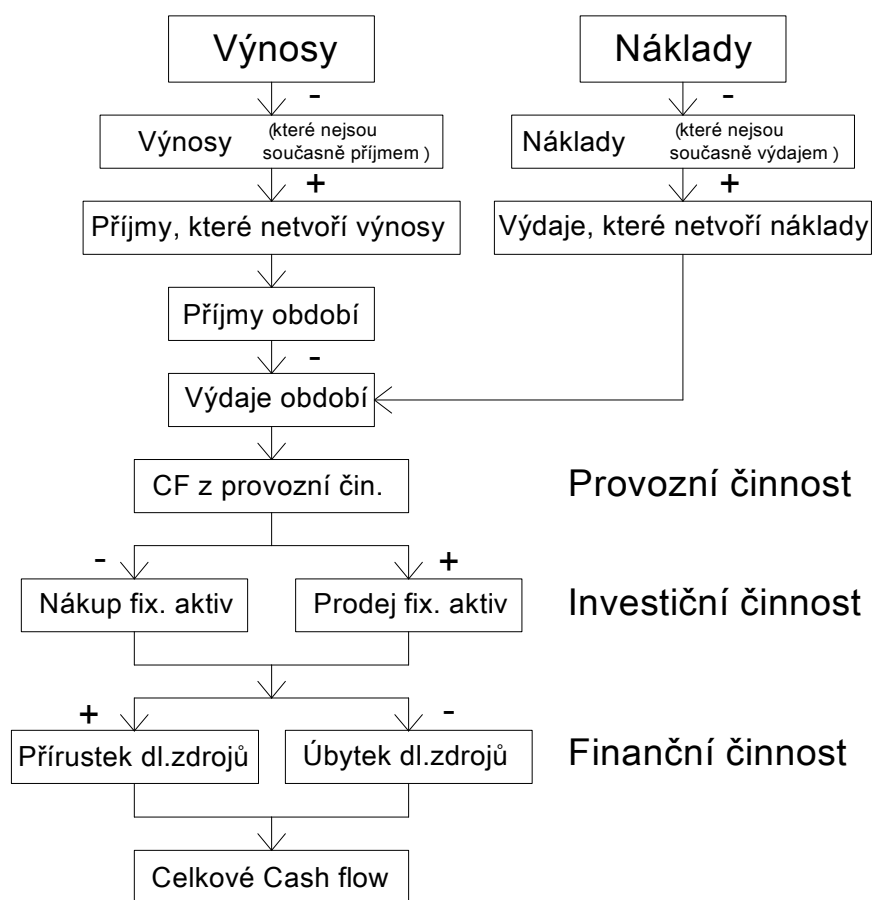 Výnosy
Náklady
-
-
Výnosy (které nejsou
současně příjmem )
Náklady (které nejsou
současně výdajem )
+
+
Příjmy, které netvoří výnosy
Výdaje, které netvoří náklady
Příjmy období
-
Výdaje období
CF z provozní čin.
Provozní činnost
-
+
Nákup fix. aktiv
Prodej fix. aktiv
Investiční činnost
+
-
Přírustek dl.zdrojů
Úbytek dl.zdrojů
Finanční činnost
Celkové Cash flow